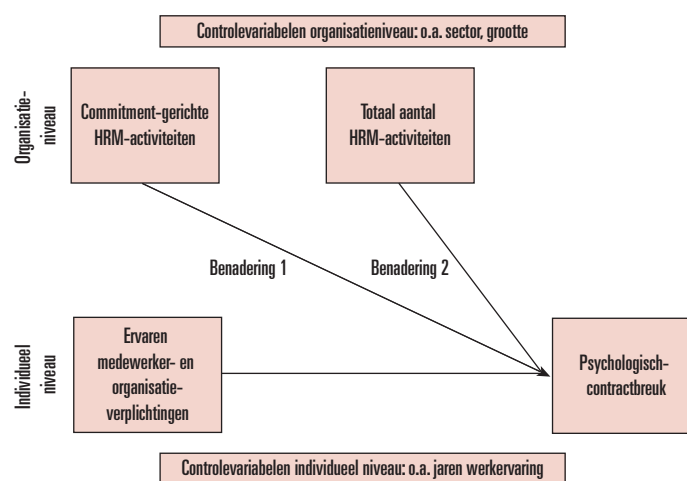 Controlevariabelen organisatieniveau: o.a. sector, grootte
Organisatie-
niveau
Commitment-gerichte
HRM-activiteiten
Totaal aantal
HRM-activiteiten
Benadering 1
Benadering 2
Individueel
niveau
Ervaren
medewerker- en
organisatie-
verplichtingen
Psychologisch-
contractbreuk
Controlevariabelen individueel niveau: o.a. jaren werkervaring